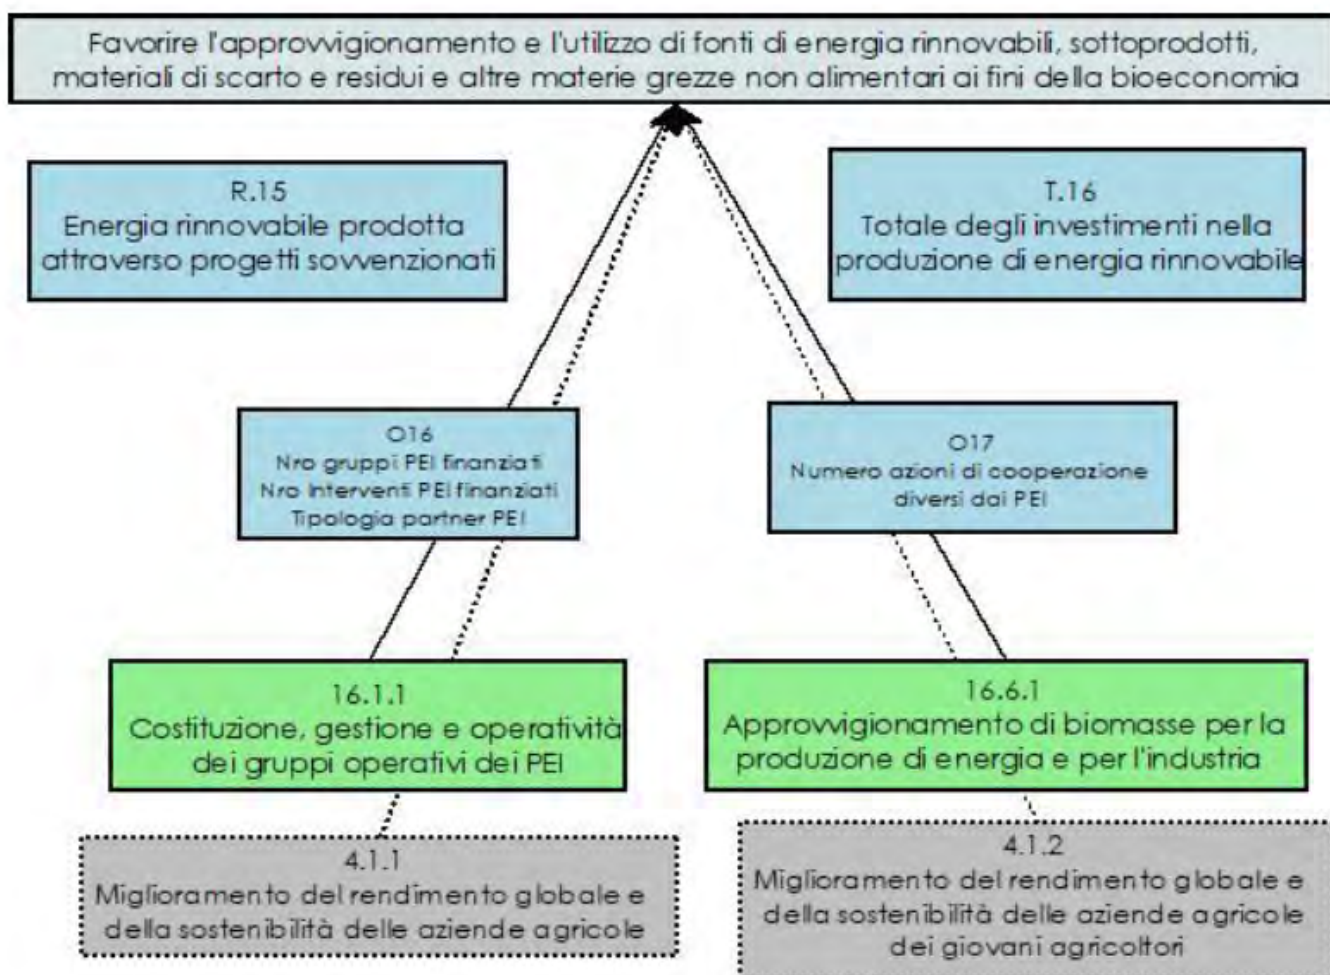 Favorire l'approvvigionamento e l'utilizzo di fonti di energia rinnovabili, sottoprodotti,
materiali di scarto e residui e altre materie grezze non alimentari ai fini della bioeconomia
R.15
Energia rinnovabile prodotta
attraverso progetti sovvenzionati
T.16
Totale degli investimenti nella
produzione di energia rinnovabile
O16
Nro gruppi PEI finanziati
Nro Interventi PEI finanziati
Tipologia partner PEI
O17
Numero azioni di cooperazione
diversi dai PEI
16.1.1
Costituzione, gestione e operatività
dei gruppi operativi dei PEI
16.6.1
Approvvigionamento di biomasse per la
produzione di energia e per l'industria
4.1.1
Miglioramento del rendimento globale e
della sostenibilità delle aziende agricole
4.1.2
Miglioramento del rendimento globale e
della sostenibilità delle aziende agricole
dei giovani agricoltori